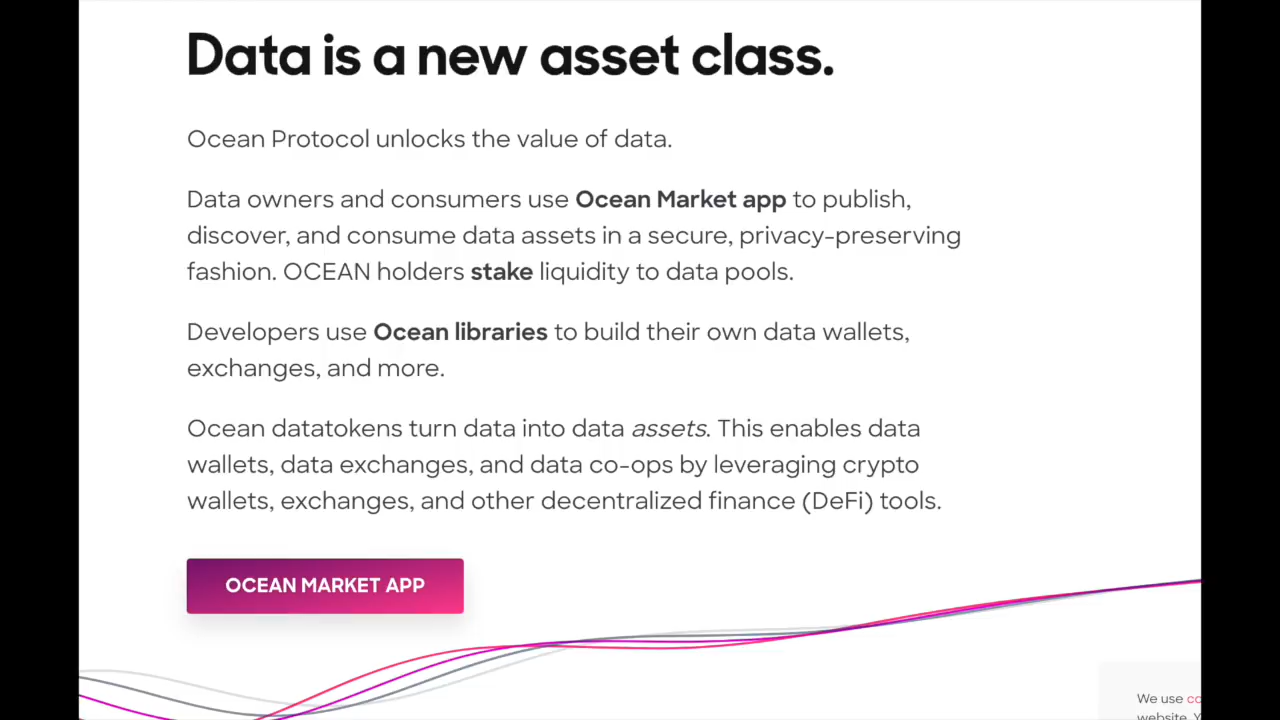 Data is a new asset class.
Ocean Protocol unlocks the value of data.
Data owners and consumers use Ocean Market app to publish,
discover, and consume data assets in a secure, privacy-preserving
fashion. OCEAN holders stake liquidity to data pools.
Developers use Ocean libraries to build their own data wallets,
exchanges, and more.
Ocean datatokens turn data into data assets. This enables data
wallets, data exchanges, and data co-ops by leveraging crypto
wallets, exchanges, and other decentralized finance (DeFi) tools.
OCEAN MARKET APP
We use
website.